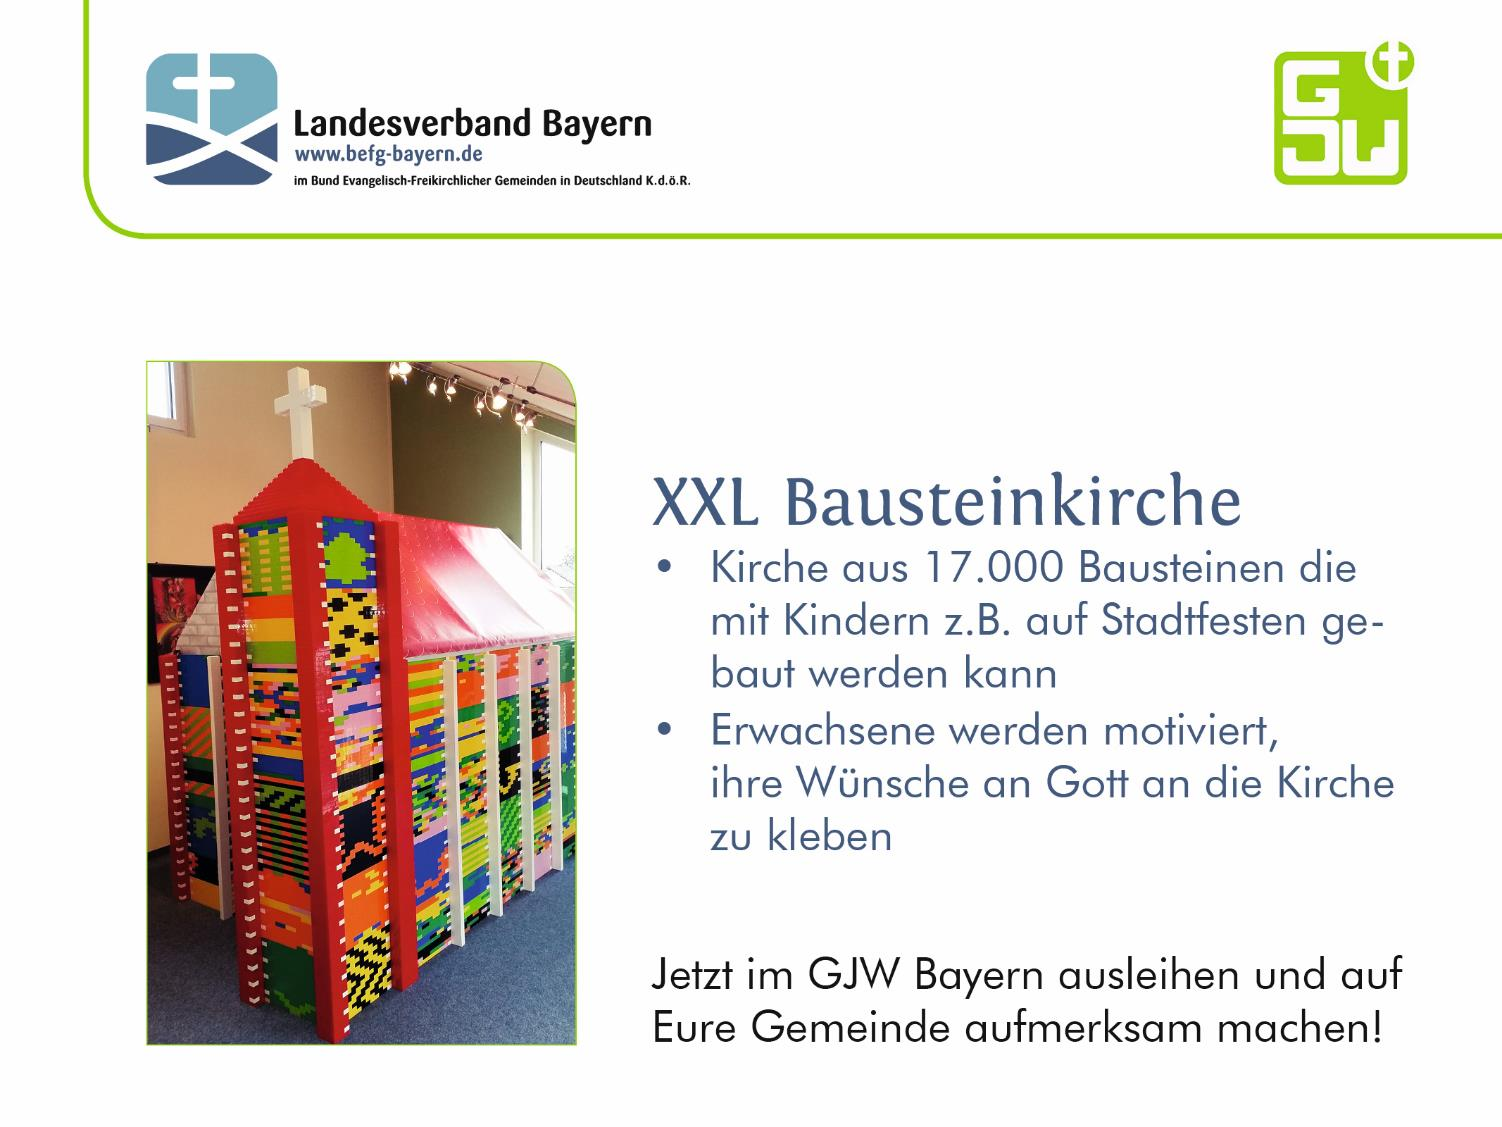 Landesverband Bayern
www.befg-bayern.de
im Bund Evangelisch-Freikirchlicher Gemeinden in Deutschland K.d.ö.R.
GJW
XXL Bausteinkirche
• Kirche aus 17.000 Bausteinen die
mit Kindern z.B. auf Stadtfesten ge-
baut werden kann
• Erwachsene werden motiviert,
ihre Wünsche an Gott an die Kirche
zu kleben
Jetzt im GJW Bayern ausleihen und auf
Eure Gemeinde aufmerksam machen!